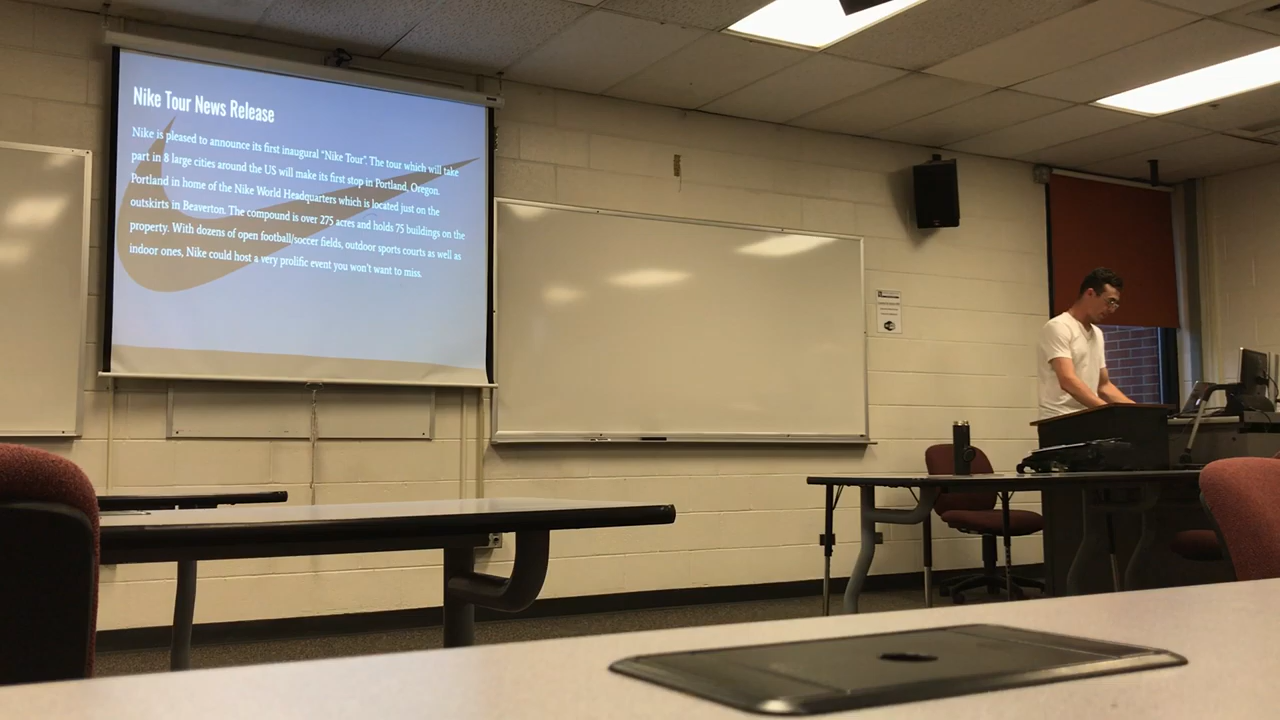 Nike Tour News Release
Nike is pleased to announce its first inaugural "Nike Tour". The tour which will take
part in 8 large cities around the US will make its first stop in Portland, Oregon.
Portland in home of the Nike World Headquarters which is located just on the
outskirts in Beaverton. The compound is over 275 acres and holds 75 buildings on the
property. With dozens of open football/soccer fields, outdoor sports courts as well as
indoor ones, Nike could host a very prolific event you won't want to miss.